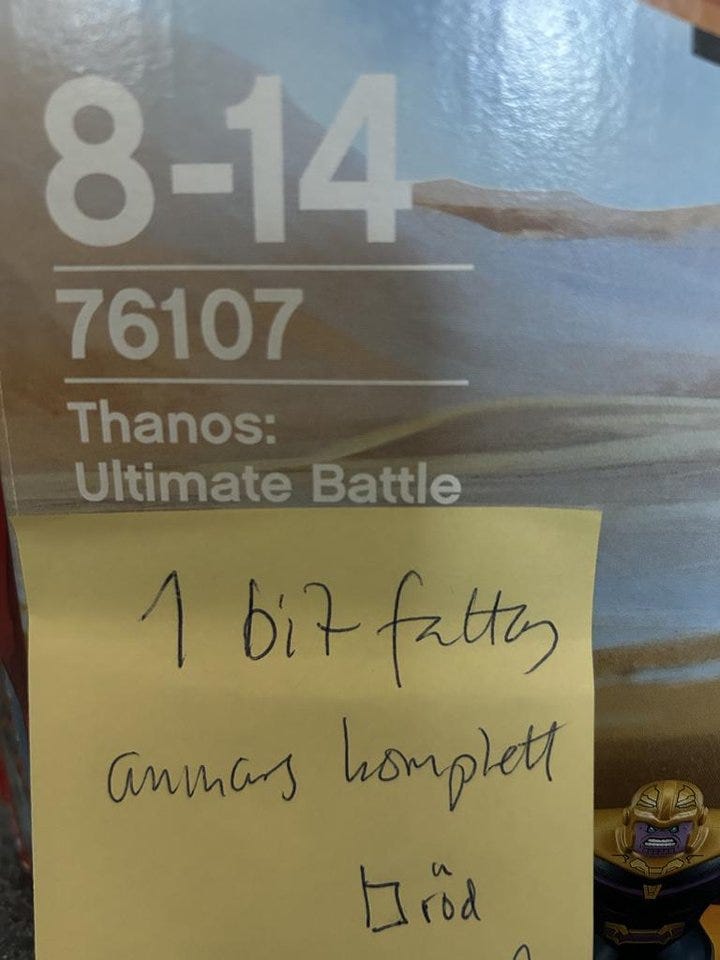 8-14
76107
Thanos:
Ultimate Battle
1 bit fattas
annars komplett
röd